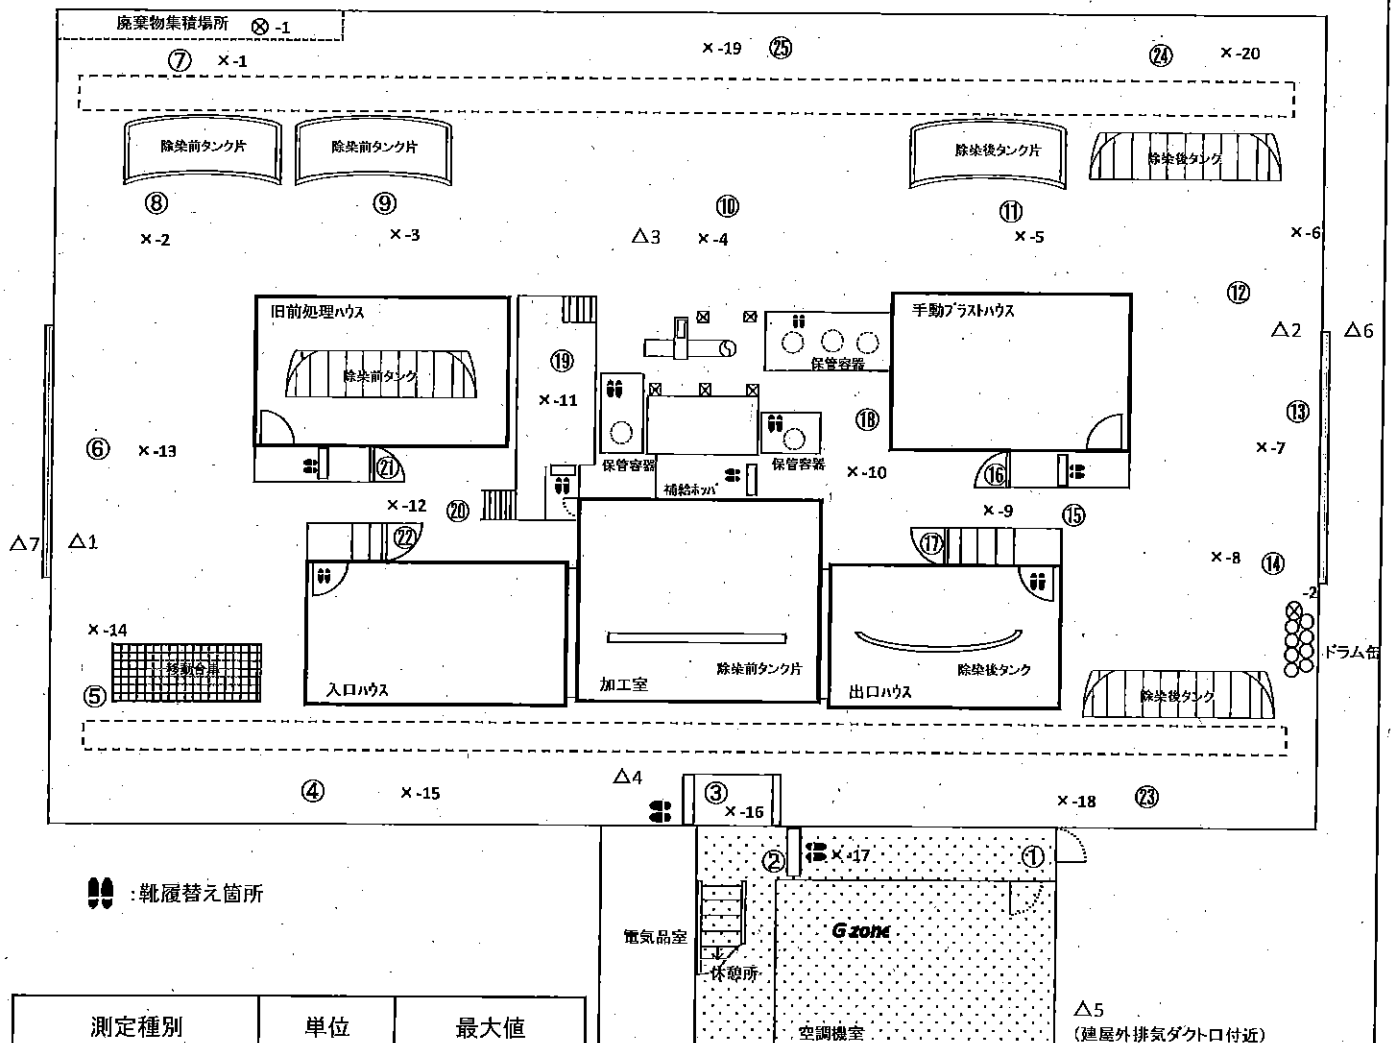 廃棄物集積場所 ⊗ -1
⑦ ×-1
×-19 ㉕
㉔ ×-20
除染前タンク片
除染前タンク片
除染後タンク片
除染後タンク
⑧
⑨
⑩
⑪
×-2
×-3
△3
×-4
×-5
×-6
⑫
△2
△6
旧前処理ハウス
除染前タンク
⑲
×-11
保管容器
手動ブラストハウス
⑬
×-7
⑱
⑥ ×-13
㉑
保管容器
保管容器
×-10
⑯
補給ホッパ
×-12
⑳
×-9
⑮
△7
△1
㉒
⑰
×-8
⑭
-2
ドラム缶
×-14
移動台車
⑤
入口ハウス
加工室
除染前タンク片
出口ハウス
除染後タンク
除染後タンク
④
×-15
△4
③
×-16
×-18
㉓
②
×-17
①
:靴履替え箇所
電気品室
休憩所
G zone
空調機室
△5
(建屋外排気ダクト口付近)
測定種別 単位 最大値